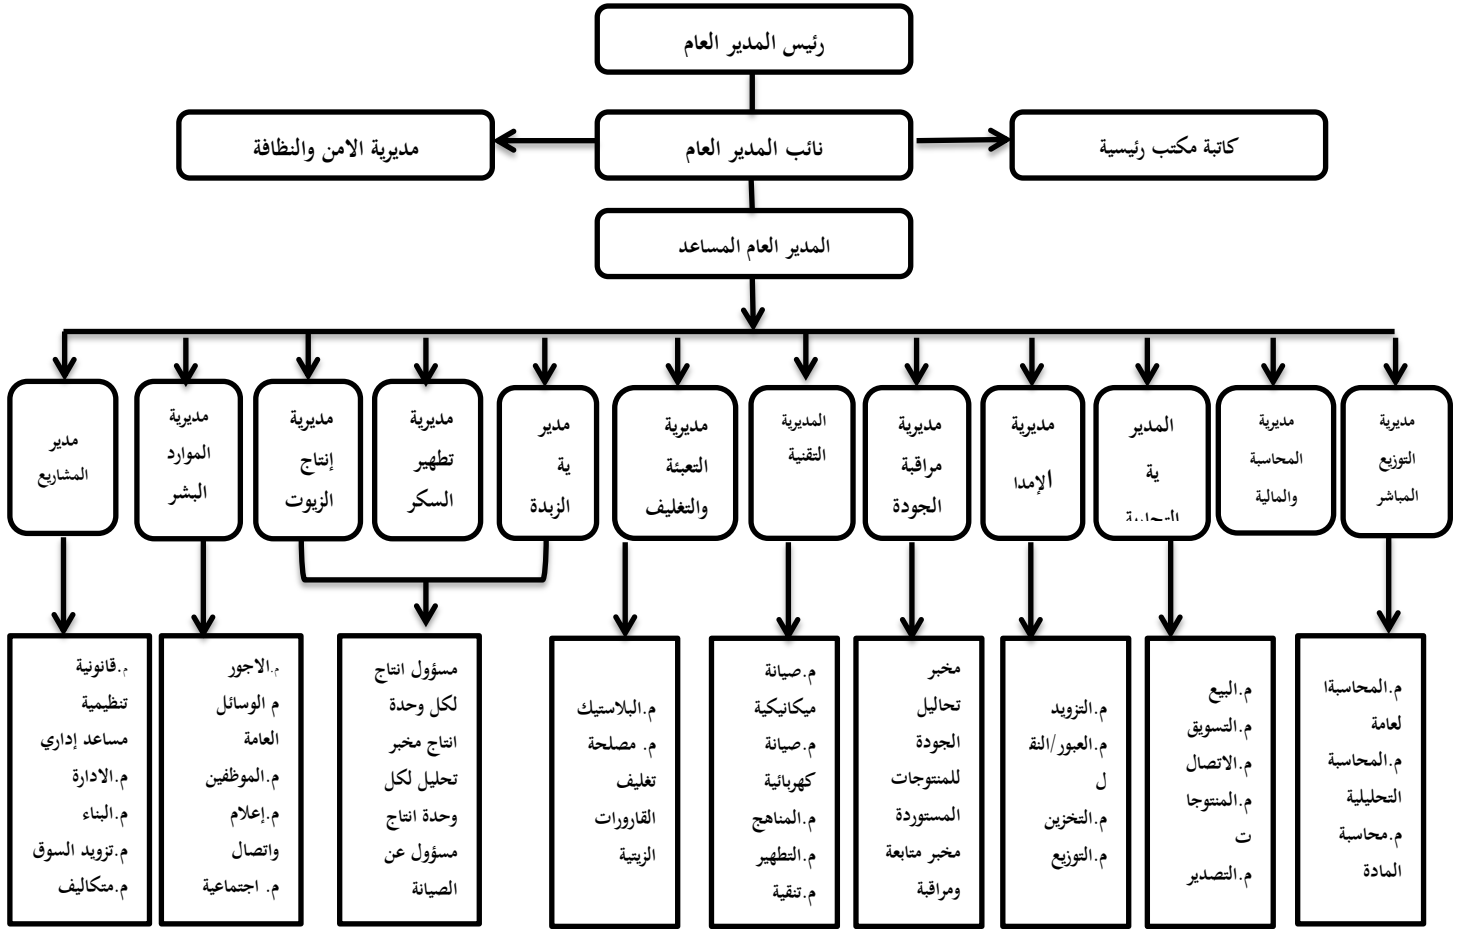 رئيس المدير العام
كاتبة مكتب رئيسية
نائب المدير العام
مديرية الامن والنظافة
المدير العام المساعد
مديرية
التوزيع
المباشر
مديرية
المحاسبة
والمالية
المدير
ية
مديرية
الإمدا
مديرية
مراقبة
الجودة
المديرية
التقنية
مديرية
التعبئة
والتغليف
مدير
ية
الزبدة
مديرية
تطهير
السكر
مديرية
إنتاج
الزيوت
مديرية
الموارد
البشر
مدير
المشاريع
م.المحاسبةا
لعامة
م.المحاسبة
التحليلية
م.محاسبة
المادة
م.البيع
م.التسويق
م.الاتصال
م.المنتوجا
ت
م.التصدير
م.التزويد
م.العبور/النق
ل
م.التخزين
م.التوزيع
مخبر
تحاليل
الجودة
للمنتوجات
المستوردة
مخبر متابعة
ومراقبة
م.صيانة
ميكانيكية
م.صيانة
كهربائية
م.المناهج
م.التطهير
م.تنقية
م.البلاستيك
م. مصلحة
تغليف
القارورات
الزيتية
مسؤول انتاج
لكل وحدة
انتاج مخبر
تحليل لكل
وحدة انتاج
مسؤول عن
الصيانة
م.الاجور
م الوسائل
العامة
م.الموظفين
م.إعلام
واتصال
م. اجتماعية
م.قانونية
تنظيمية
مساعد إداري
م.الادارة
م.البناء
م.تزويد السوق
م.متكاليف